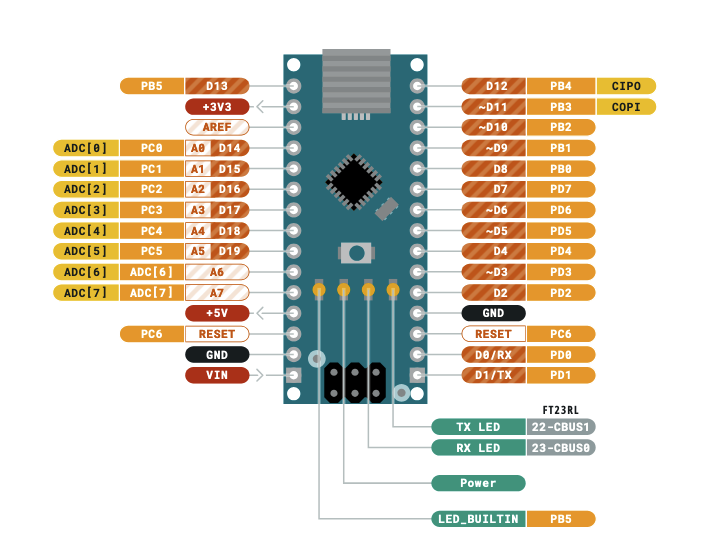 PB5 D13 D12 PB4 CIPO
+3V3 ~D11 PB3 COPI
AREF ~D10 PB2
ADC[0] PC0 A0 D14 ~D9 PB1
ADC[1] PC1 A1 D15 D8 PB0
ADC[2] PC2 A2 D16 D7 PD7
ADC[3] PC3 A3 D17 ~D6 PD6
ADC[4] PC4 A4 D18 ~D5 PD5
ADC[5] PC5 A5 D19 D4 PD4
ADC[6] ADC[6] A6 ~D3 PD3
ADC[7] ADC[7] A7 D2 PD2
+5V GND
PC6 RESET RESET PC6
GND D0/RX PD0
VIN D1/TX PD1
FT23RL
TX LED 22-CBUS1
RX LED 23-CBUS0
Power
LED_BUILTIN PB5